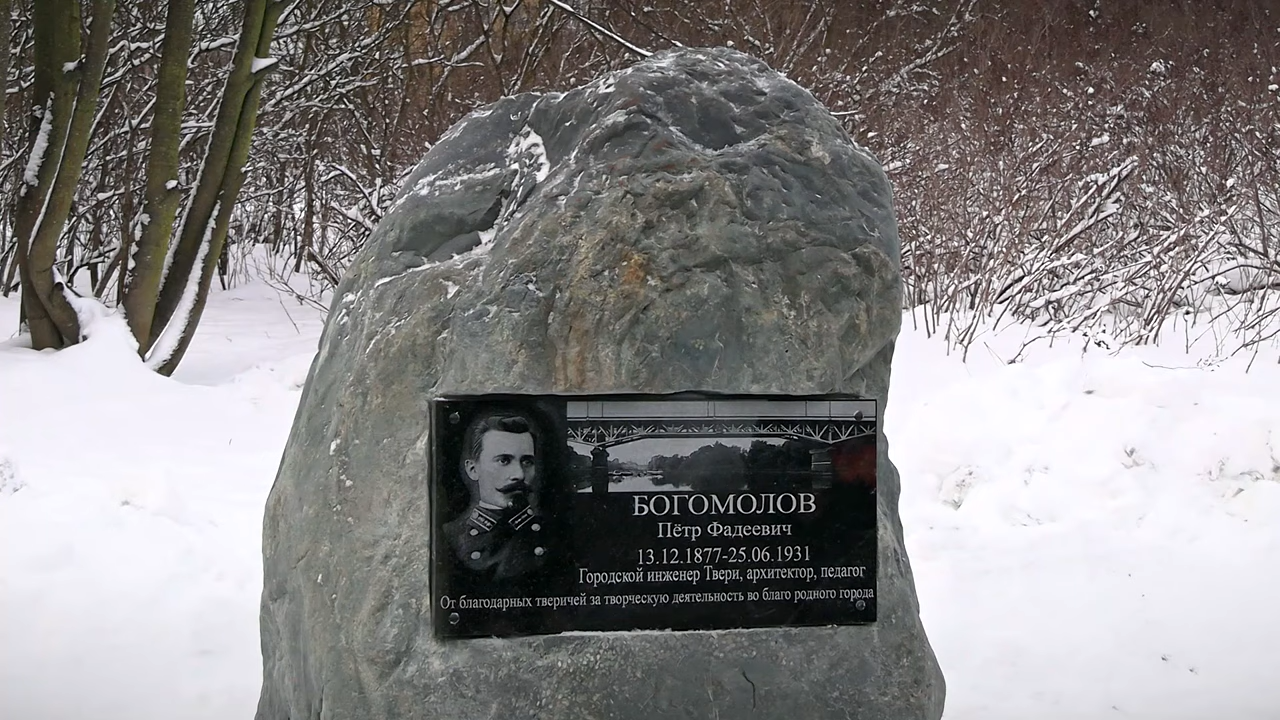 БОГОМОЛОВ
Пётр Фадеевич
13.12.1877-25.06.1931
Городской инженер Твери, архитектор, педагог
От благодарных тверичей за творческую деятельность во благо родного города